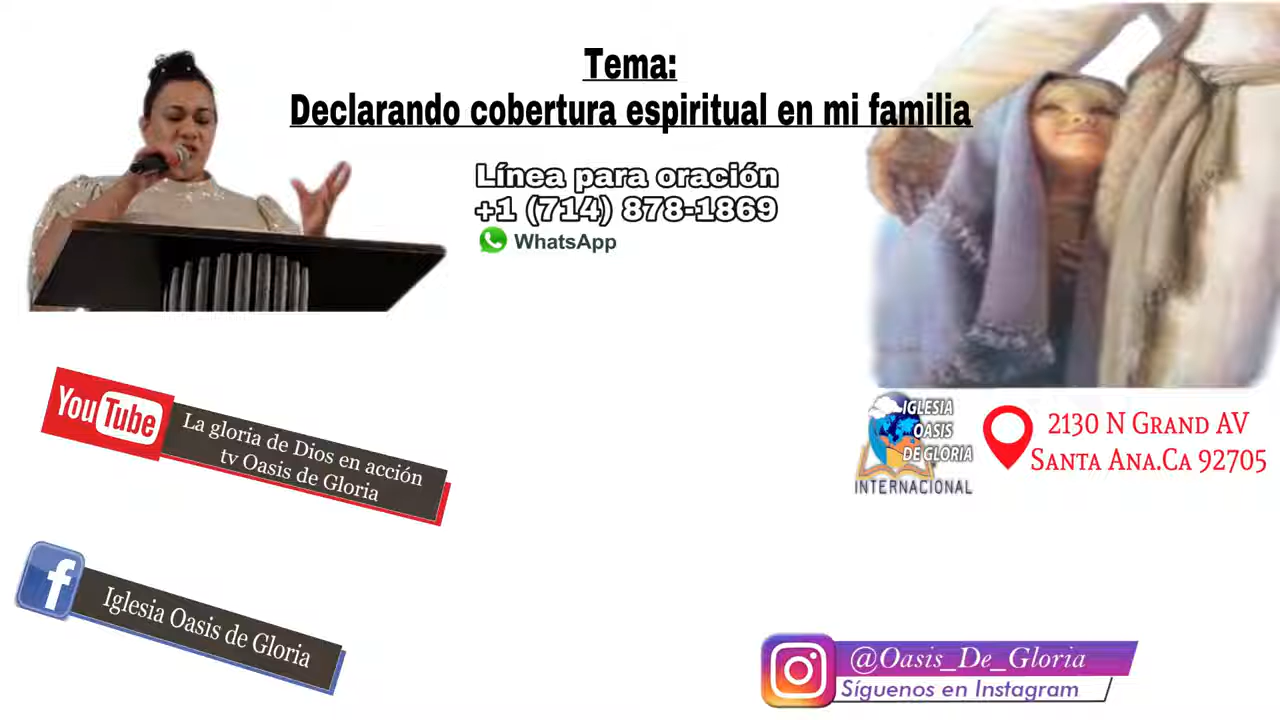 Tema:
Declarando cobertura espiritual en mi familia
Línea para oración
+1 (714) 878-1869
WhatsApp
YouTube
La gloria de Dios en acción
tv Oasis de Gloria
IGLESIA
OASIS
DE GLORIA
INTERNACIONAL
2130 N GRAND AV
SANTA ANA.CA 92705
f
Iglesia Oasis de Gloria
@Oasis_De_Gloria
Síguenos en Instagram